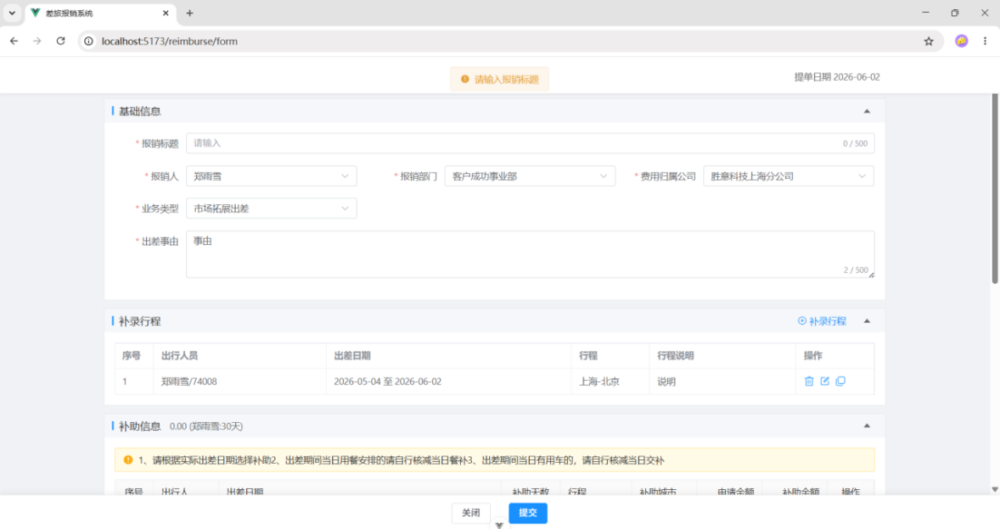 差旅报销系统
localhost:5173/reimburse/form
请输入报销标题
提单日期 2026-06-02
基础信息
* 报销标题 请输入 0 / 500
* 报销人 郑雨雪 * 报销部门 客户成功事业部 * 费用归属公司 胜意科技上海分公司
* 业务类型 市场拓展出差
* 出差事由 事由
2 / 500
补录行程 补录行程
序号 出行人员 出差日期 行程 行程说明 操作
1 郑雨雪/74008 2026-05-04 至 2026-06-02 上海-北京 说明
补助信息 0.00 (郑雨雪:30天)
1、请根据实际出差日期选择补助2、出差期间当日用餐安排的请自行核减当日餐补3、出差期间当日有用车的，请自行核减当日交补
序号 出行人 出差日期 补助天数 行程 补助城市 申请金额 补助金额 操作
关闭 提交